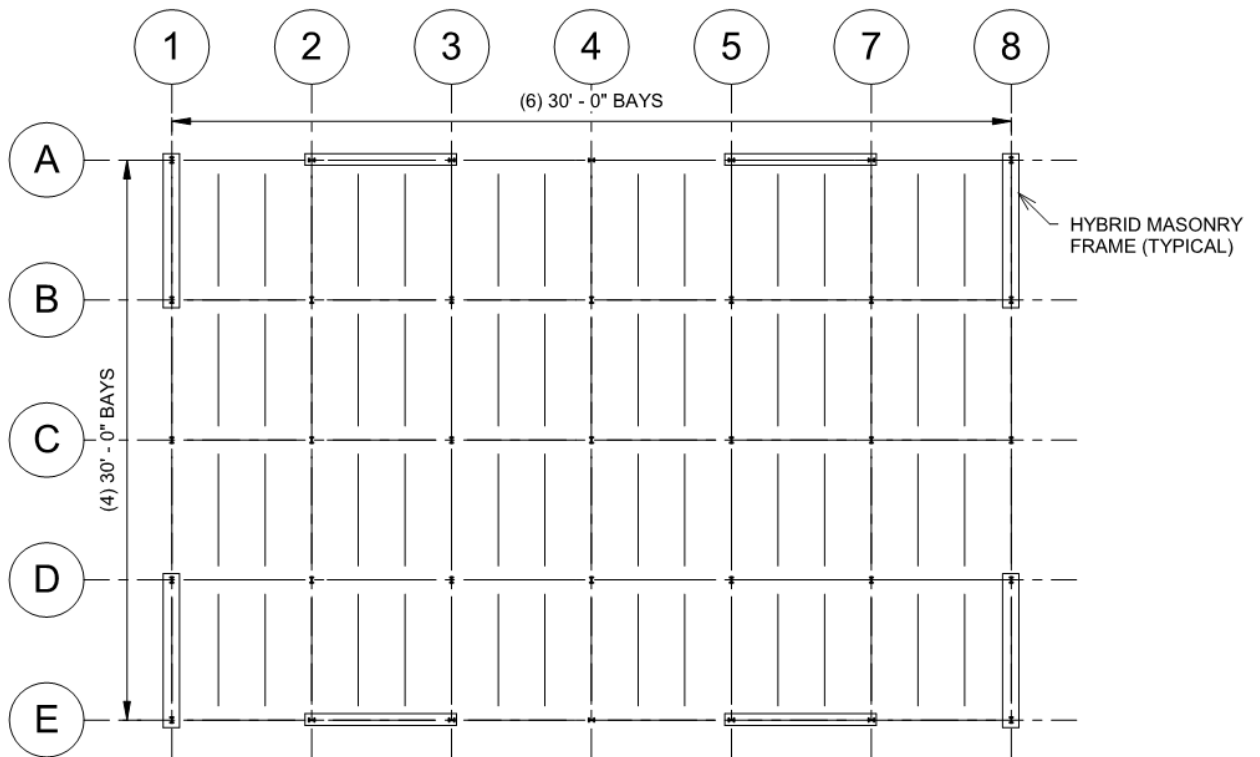 1 2 3 4 5 7 8
(6) 30' - 0" BAYS
A
HYBRID MASONRY
FRAME (TYPICAL)
B
(4) 30' - 0" BAYS
C
D
E